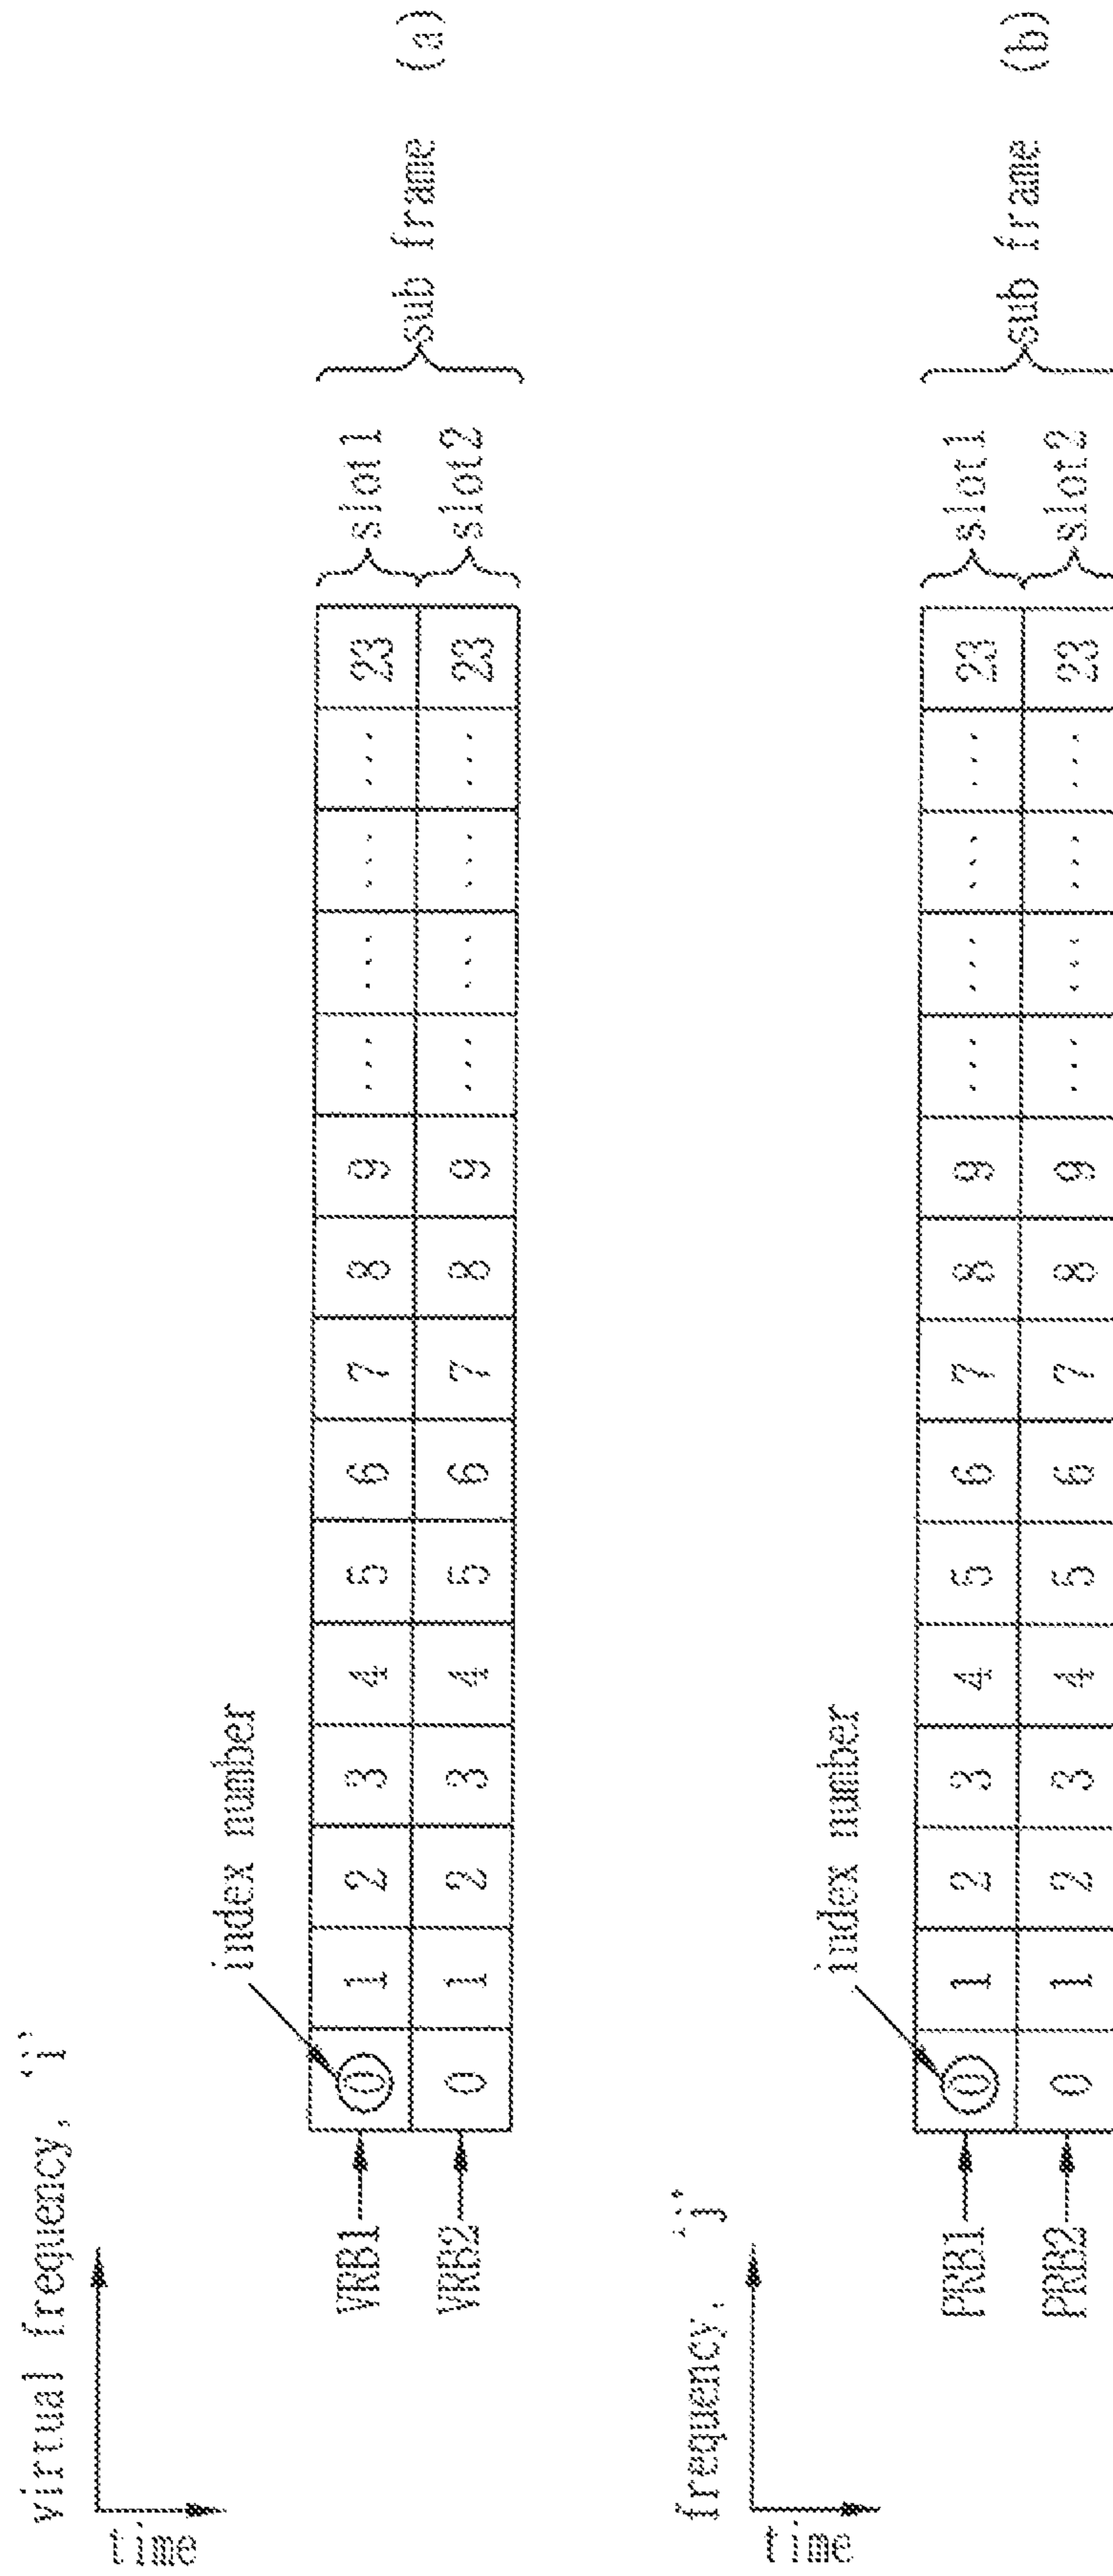 virtual frequency, 'i'
time
index number
VRB1 0 1 2 3 4 5 6 7 8 9 ... ... ... ... 23 slot1
VRB2 0 1 2 3 4 5 6 7 8 9 ... ... ... ... 23 slot2
sub frame (a)
frequency, 'j'
time
index number
PRB1 0 1 2 3 4 5 6 7 8 9 ... ... ... ... 23 slot1
PRB2 0 1 2 3 4 5 6 7 8 9 ... ... ... ... 23 slot2
sub frame (b)